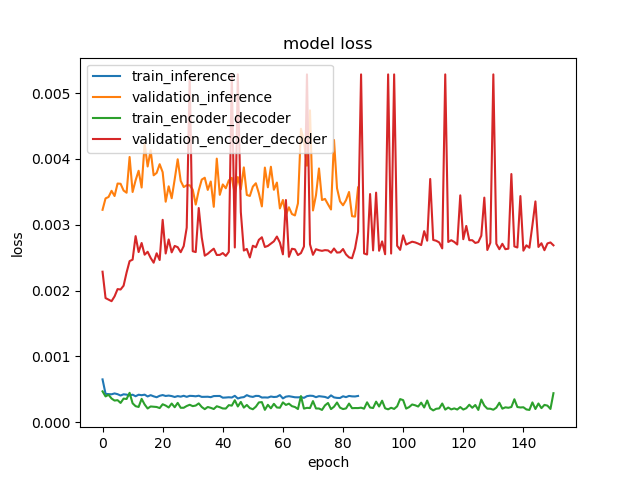 model loss
train_inference
validation_inference
train_encoder_decoder
validation_encoder_decoder
loss
0.005
0.004
0.003
0.002
0.001
0.000
0 20 40 60 80 100 120 140
epoch